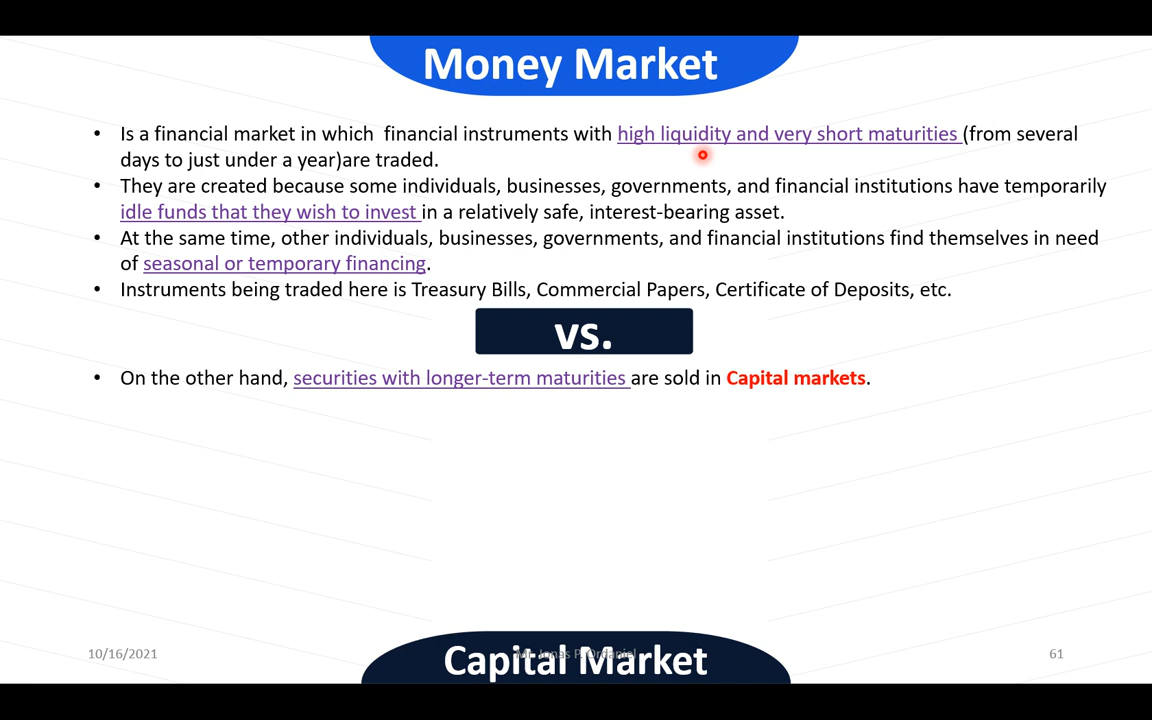 Money Market
• Is a financial market in which  financial instruments with high liquidity and very short maturities (from several
days to just under a year)are traded.
• They are created because some individuals, businesses, governments, and financial institutions have temporarily
idle funds that they wish to invest in a relatively safe, interest-bearing asset.
• At the same time, other individuals, businesses, governments, and financial institutions find themselves in need
of seasonal or temporary financing.
• Instruments being traded here is Treasury Bills, Commercial Papers, Certificate of Deposits, etc.
vs.
• On the other hand, securities with longer-term maturities are sold in Capital markets.
10/16/2021
Capital Market
61